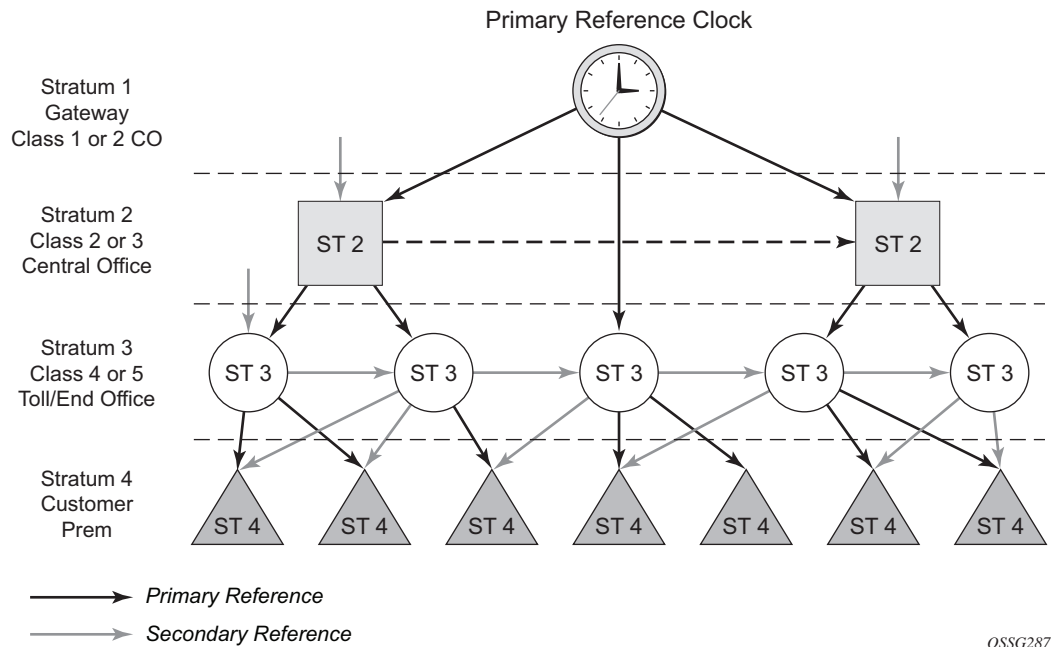 Primary Reference Clock
Stratum 1
Gateway
Class 1 or 2 CO
Stratum 2
Class 2 or 3
Central Office
ST 2
ST 2
Stratum 3
Class 4 or 5
Toll/End Office
ST 3
ST 3
ST 3
ST 3
ST 3
Stratum 4
Customer
Prem
ST 4
ST 4
ST 4
ST 4
ST 4
ST 4
ST 4
Primary Reference
Secondary Reference
OSSG287